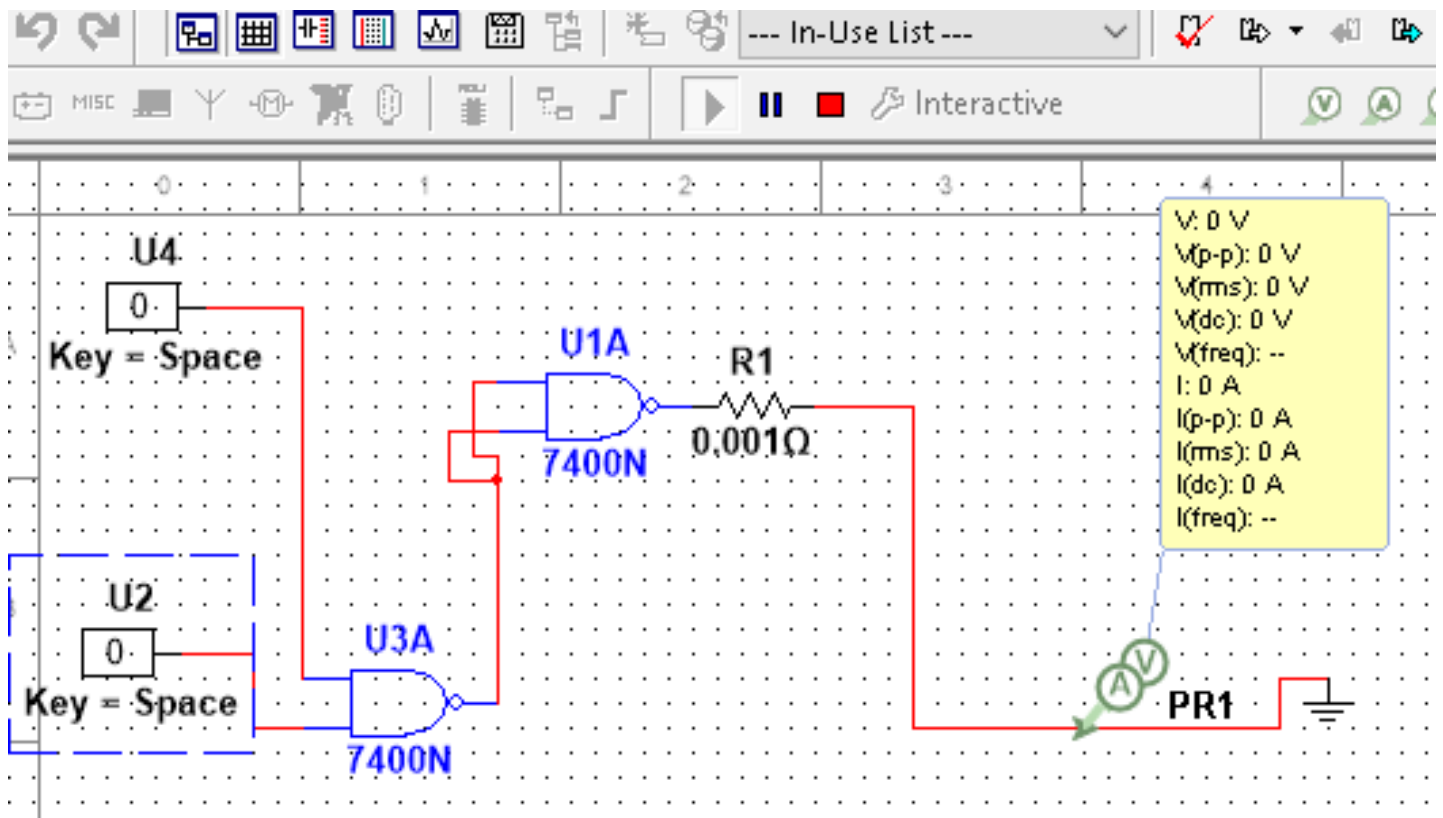 --- In-Use List ---
MISC
Interactive
0
1
2
3
4
V: 0 V
V(p-p): 0 V
V(rms): 0 V
V(dc): 0 V
V(freq): --
I: 0 A
I(p-p): 0 A
I(rms): 0 A
I(dc): 0 A
I(freq): --
U4
0
Key = Space
U1A
7400N
R1
0,001Ω
U2
0
Key = Space
U3A
7400N
V
A
PR1
V
A